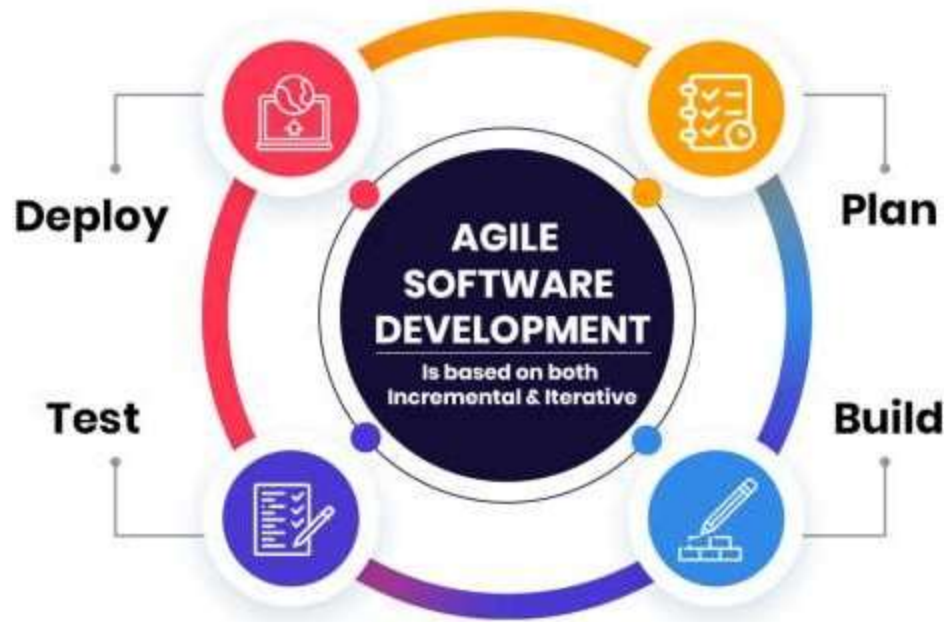 Deploy
Plan
AGILE
SOFTWARE
DEVELOPMENT
Is based on both
Incremental & Iterative
Test
Build